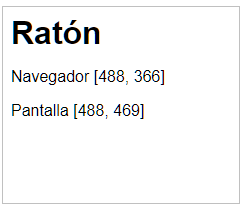 Ratón
Navegador [488, 366]
Pantalla [488, 469]